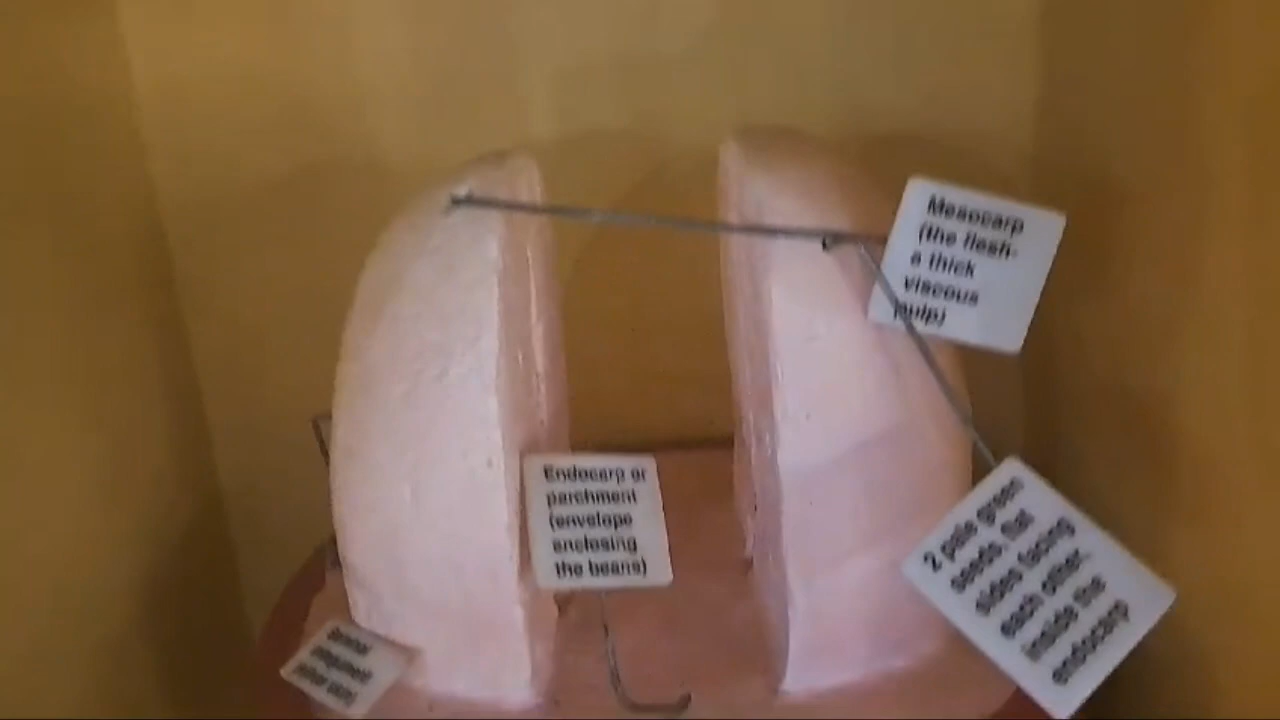 Mesocarp
(the flesh-
a thick
viscous
pulp)
Endocarp or
parchment
(envelope
enclosing
the beans)
2 pale green
seeds flat
sides facing
each other,
inside the
endocarp